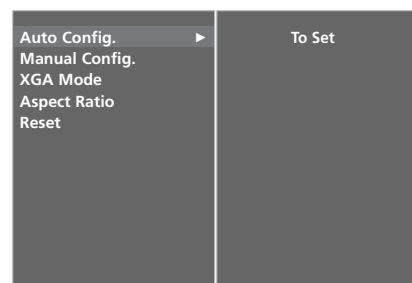 Auto Config. ► To Set
Manual Config.
XGA Mode
Aspect Ratio
Reset